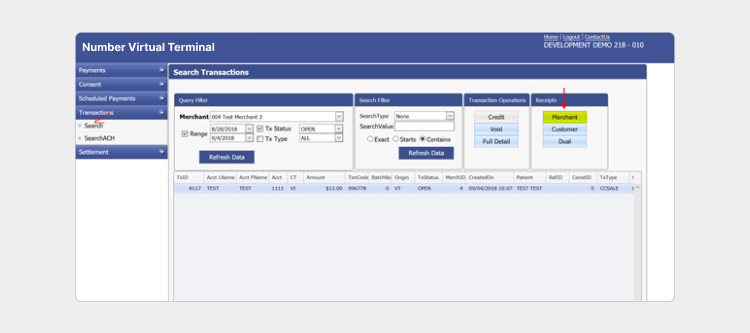 Home | Logout | ContactUs
Number Virtual Terminal
DEVELOPMENT DEMO 218 - 010
Payments
Consent
Scheduled Payments
Transactions
Search
SearchACH
Settlement
Search Transactions
Query Filter
Merchant 004 Test Merchant 2
Range 8/28/2018 Tx Status OPEN
9/4/2018 Tx Type ALL
Refresh Data
Search Filter
SearchType None
SearchValue
Exact Starts Contains
Refresh Data
Transaction Operations
Credit
Void
Full Detail
Receipts
Merchant
Customer
Dual
TxID Acct LName Acct FName Acct CT Amount TxnCode BatchNo Origin TxStatus MerchID CreatedOn Patient RefID ConstID TxType
8117 TEST TEST 1111 VI $12.00 096778 0 VT OPEN 4 09/04/2018 10:07 TEST TEST 0 CCSALE